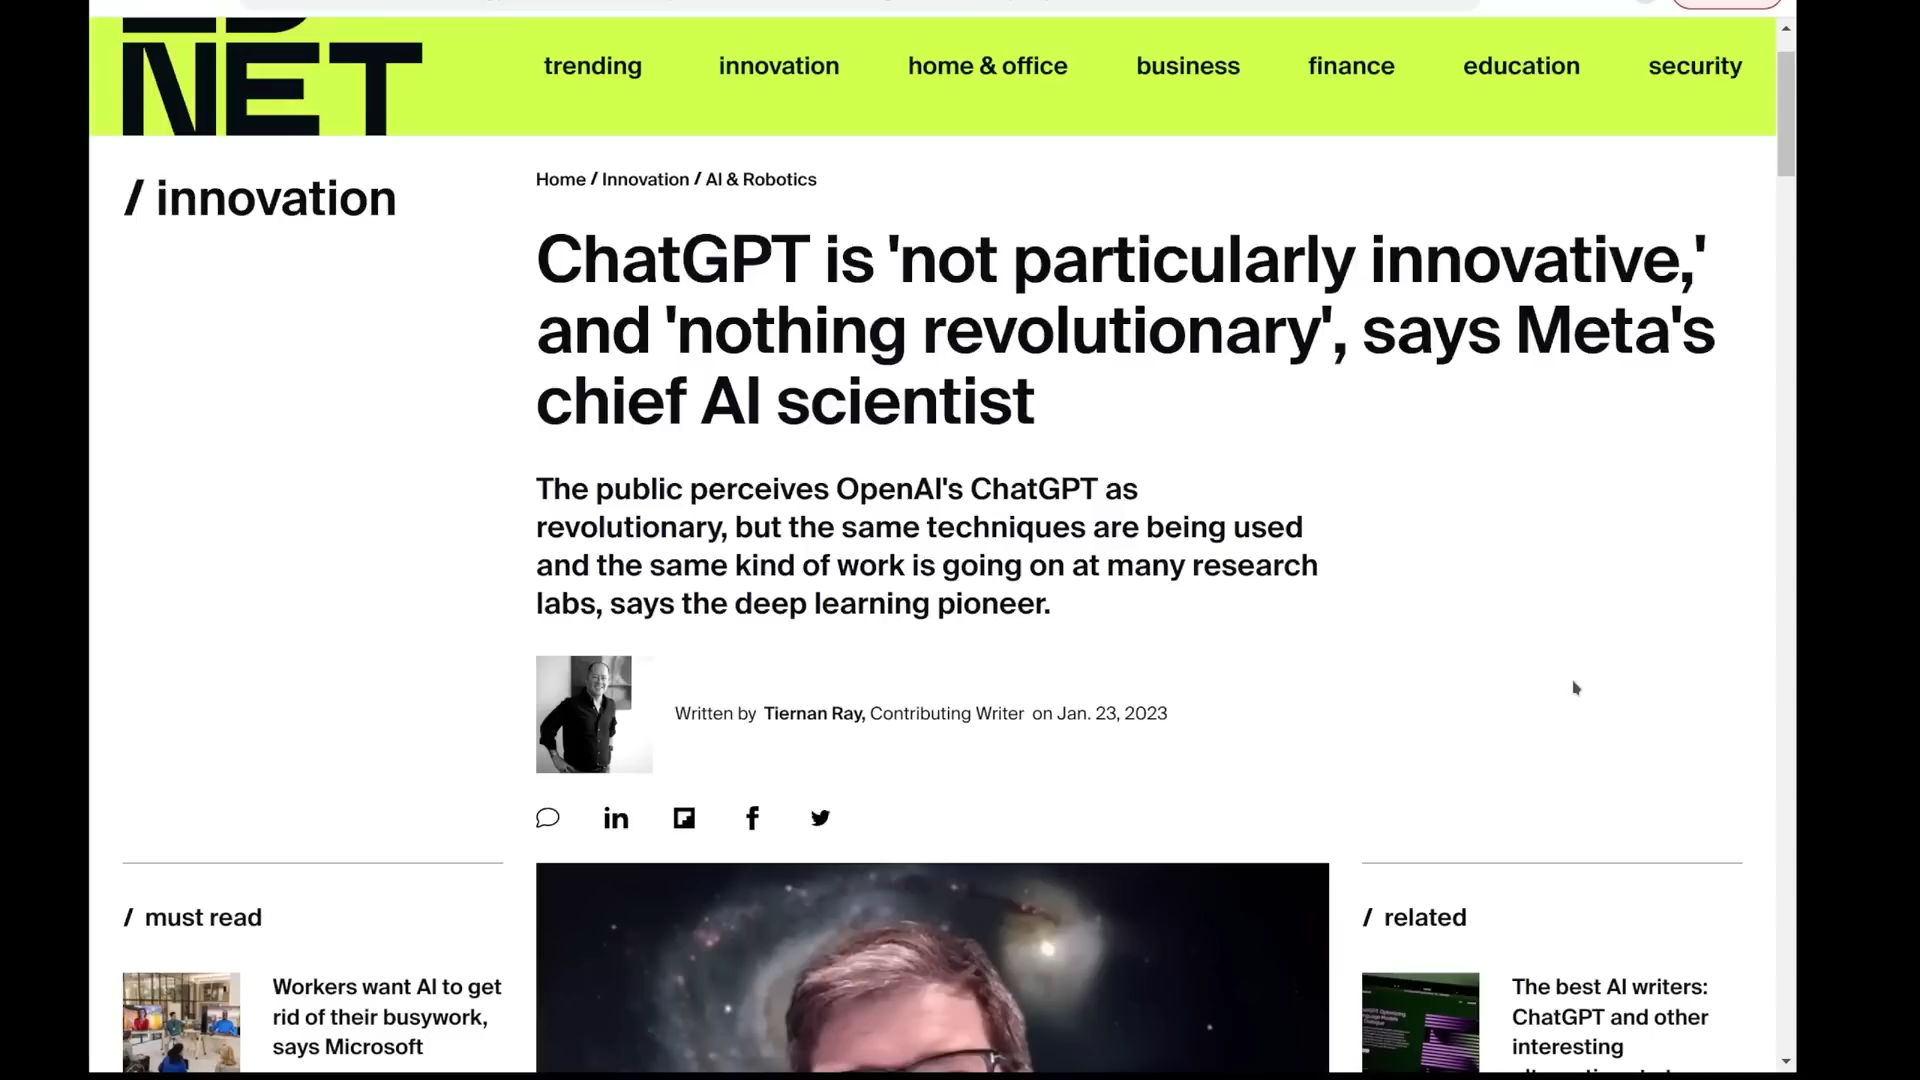 NET
trending
innovation
home & office
business
finance
education
security
/ innovation
Home / Innovation / AI & Robotics
ChatGPT is 'not particularly innovative,'
and 'nothing revolutionary', says Meta's
chief AI scientist
The public perceives OpenAI's ChatGPT as
revolutionary, but the same techniques are being used
and the same kind of work is going on at many research
labs, says the deep learning pioneer.
Written by Tiernan Ray, Contributing Writer on Jan. 23, 2023
/ must read
Workers want AI to get
rid of their busywork,
says Microsoft
/ related
The best AI writers:
ChatGPT and other
interesting